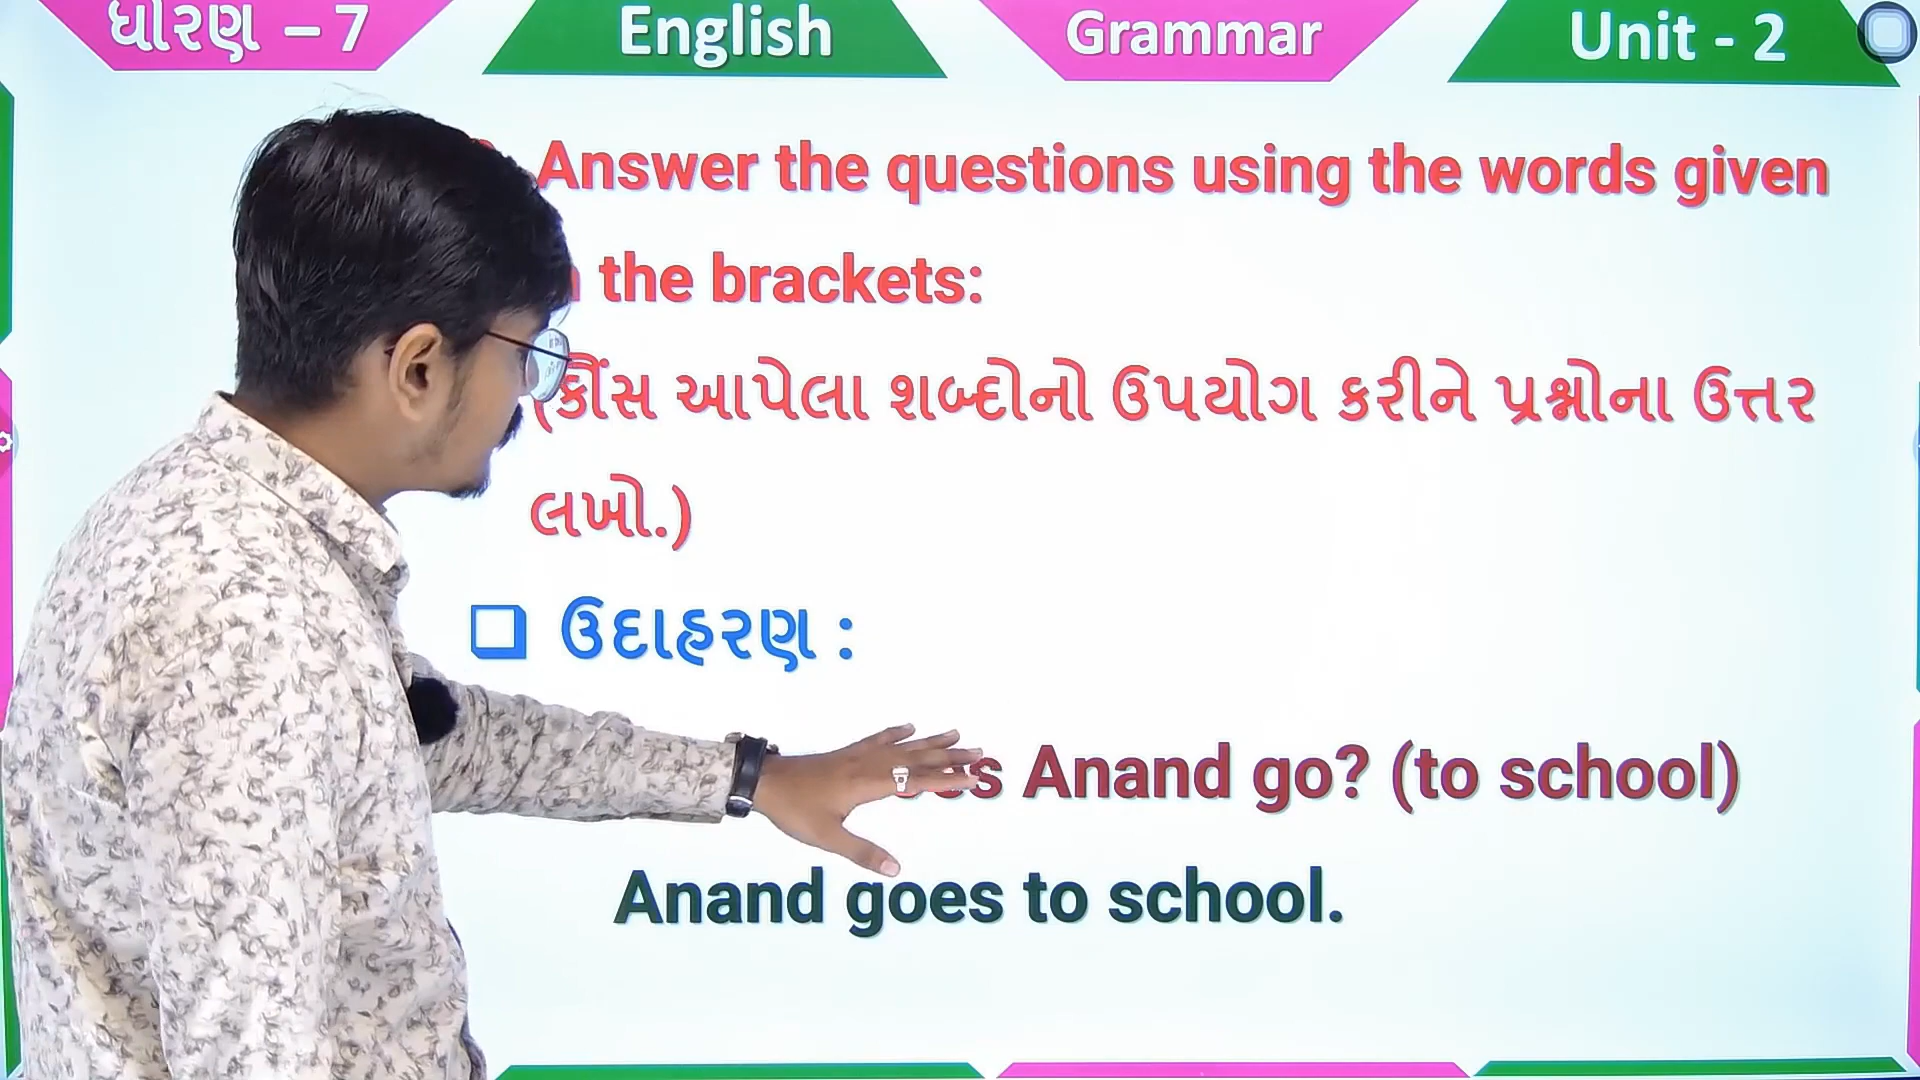 ધોરણ – 7
English
Grammar
Unit - 2
Answer the questions using the words given
the brackets:
(કૌંસ આપેલા શબ્દોનો ઉપયોગ કરીને પ્રશ્નોના ઉત્તર
લખો.)
❑ ઉદાહરણ :
Anand go? (to school)
Anand goes to school.